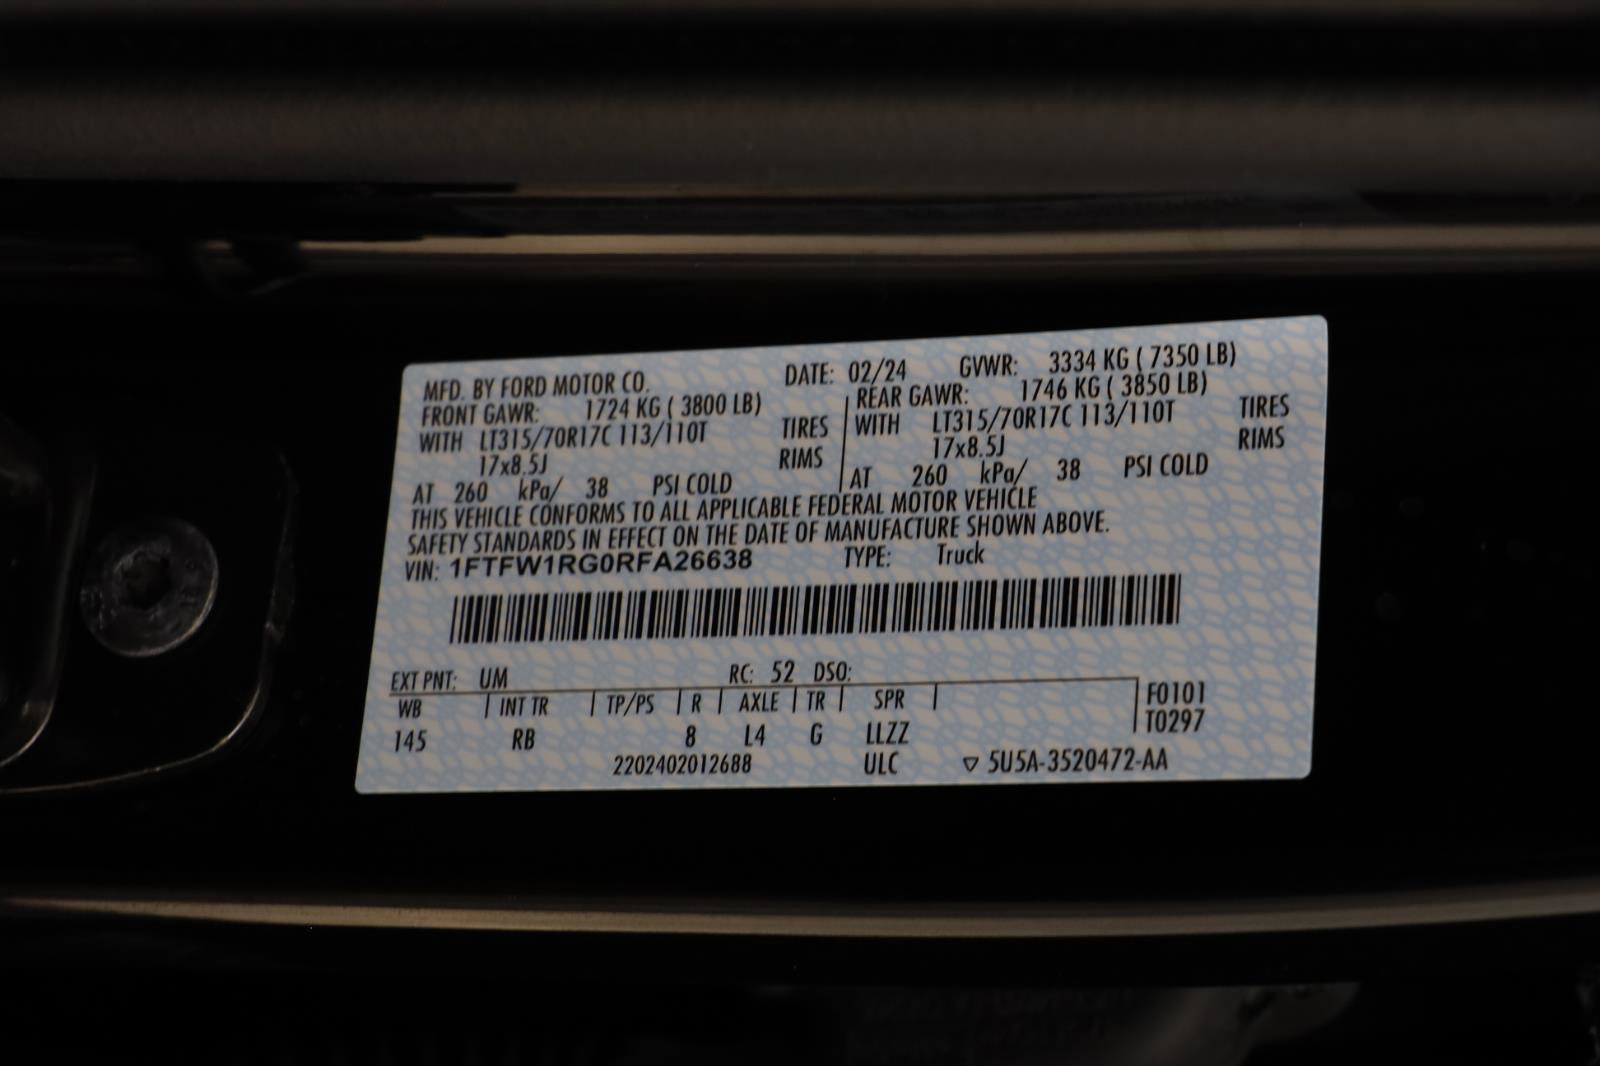 MFD. BY FORD MOTOR CO. DATE: 02/24 GVWR: 3334 KG ( 7350 LB)
FRONT GAWR: 1724 KG ( 3800 LB) REAR GAWR: 1746 KG ( 3850 LB)
WITH LT315/70R17C 113/110T TIRES WITH LT315/70R17C 113/110T TIRES
17x8.5J RIMS 17x8.5J RIMS
AT 260 kPa/ 38 PSI COLD AT 260 kPa/ 38 PSI COLD
THIS VEHICLE CONFORMS TO ALL APPLICABLE FEDERAL MOTOR VEHICLE
SAFETY STANDARDS IN EFFECT ON THE DATE OF MANUFACTURE SHOWN ABOVE.
VIN: 1FTFW1RG0RFA26638 TYPE: Truck
EXT PNT: UM RC: 52 DSO:
WB INT TR TP/PS R AXLE TR SPR F0101
T0297
145 RB 8 L4 G LLZZ
2202402012688 ULC ▽ 5U5A-3520472-AA